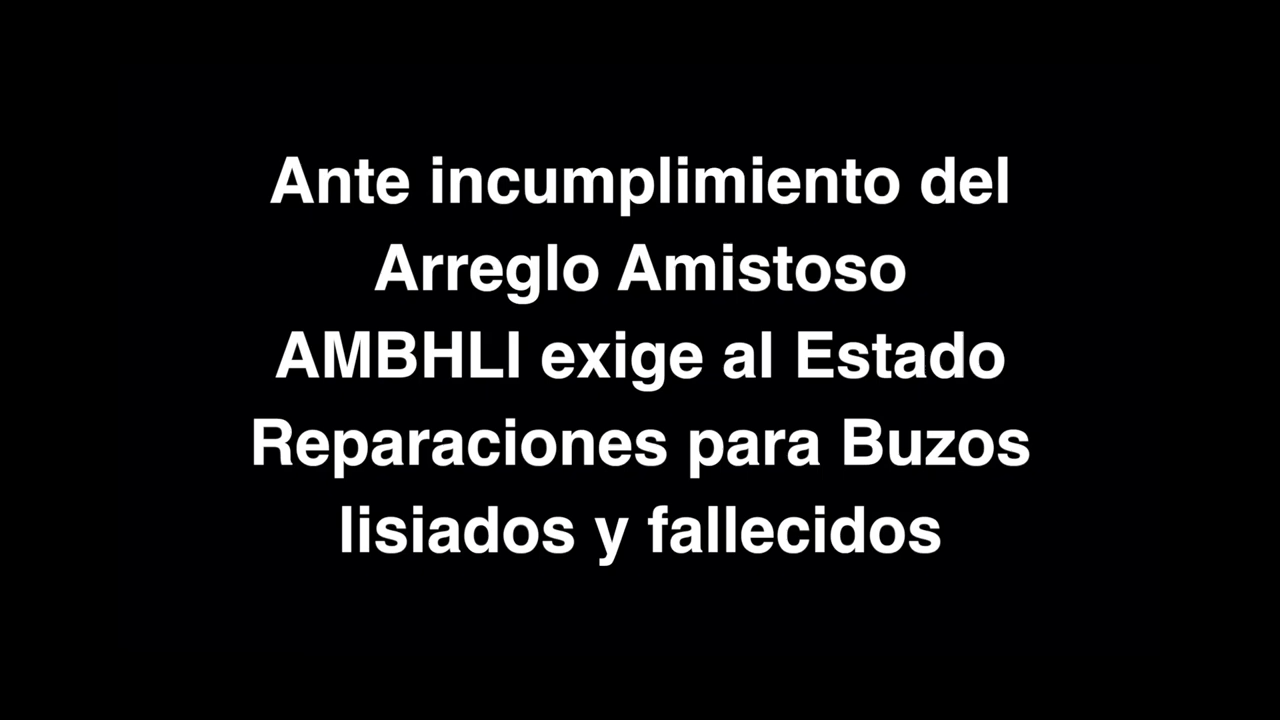 Ante incumplimiento del
Arreglo Amistoso
AMBHLI exige al Estado
Reparaciones para Buzos
lisiados y fallecidos